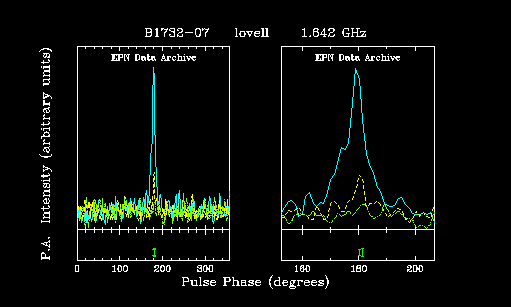 B1732-07 lovell 1.642 GHz
EPN Data Archive EPN Data Archive
P.A. Intensity (arbitrary units)
0 100 200 300 160 180 200
Pulse Phase (degrees)